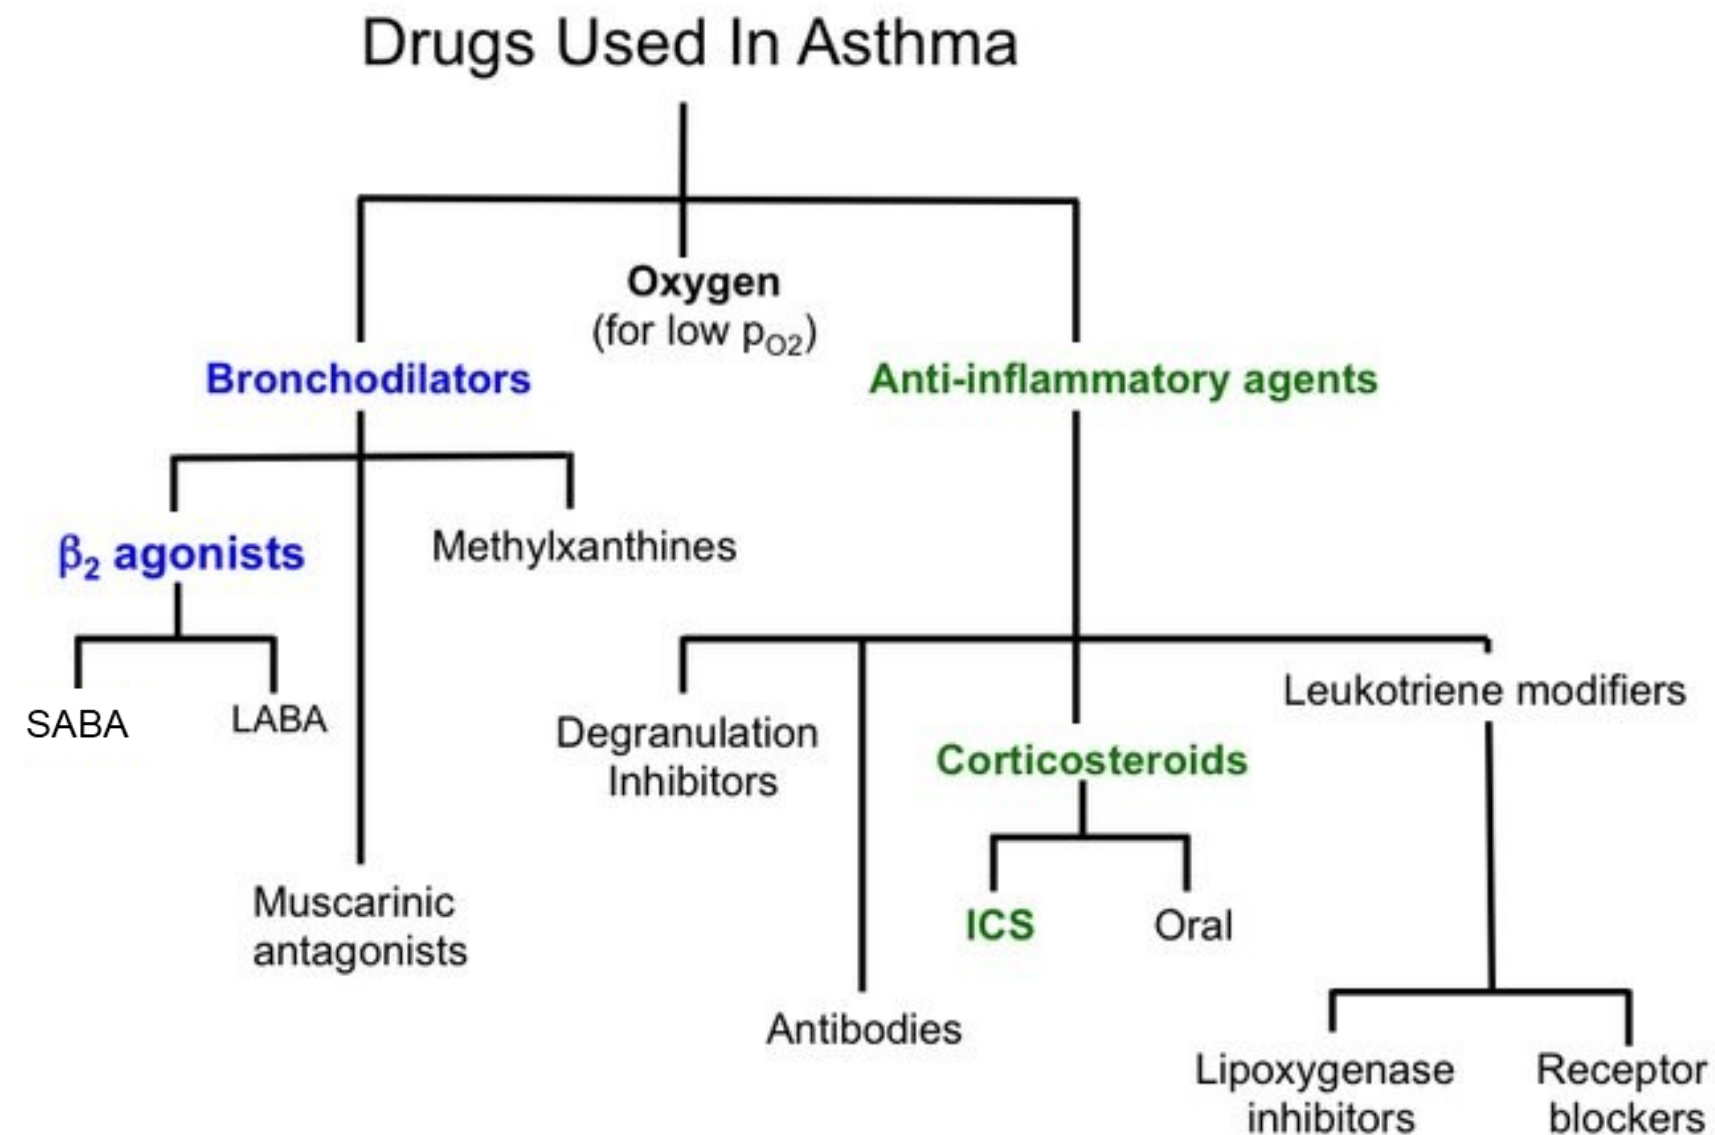 Drugs Used In Asthma
Oxygen
(for low pO2)
Bronchodilators
Anti-inflammatory agents
β2 agonists
Methylxanthines
SABA
LABA
Muscarinic
antagonists
Degranulation
Inhibitors
Antibodies
Corticosteroids
ICS
Oral
Leukotriene modifiers
Lipoxygenase
inhibitors
Receptor
blockers